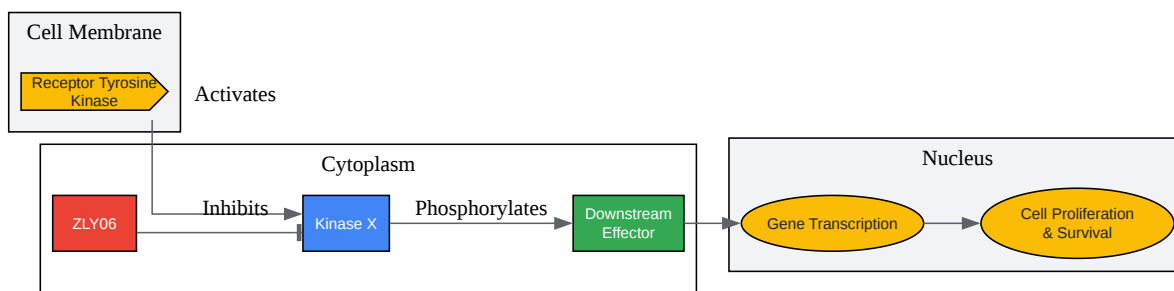 Cell Membrane
Receptor Tyrosine
Kinase
Activates
Cytoplasm
ZLY06
Inhibits
Kinase X
Phosphorylates
Downstream
Effector
Nucleus
Gene Transcription
Cell Proliferation
& Survival